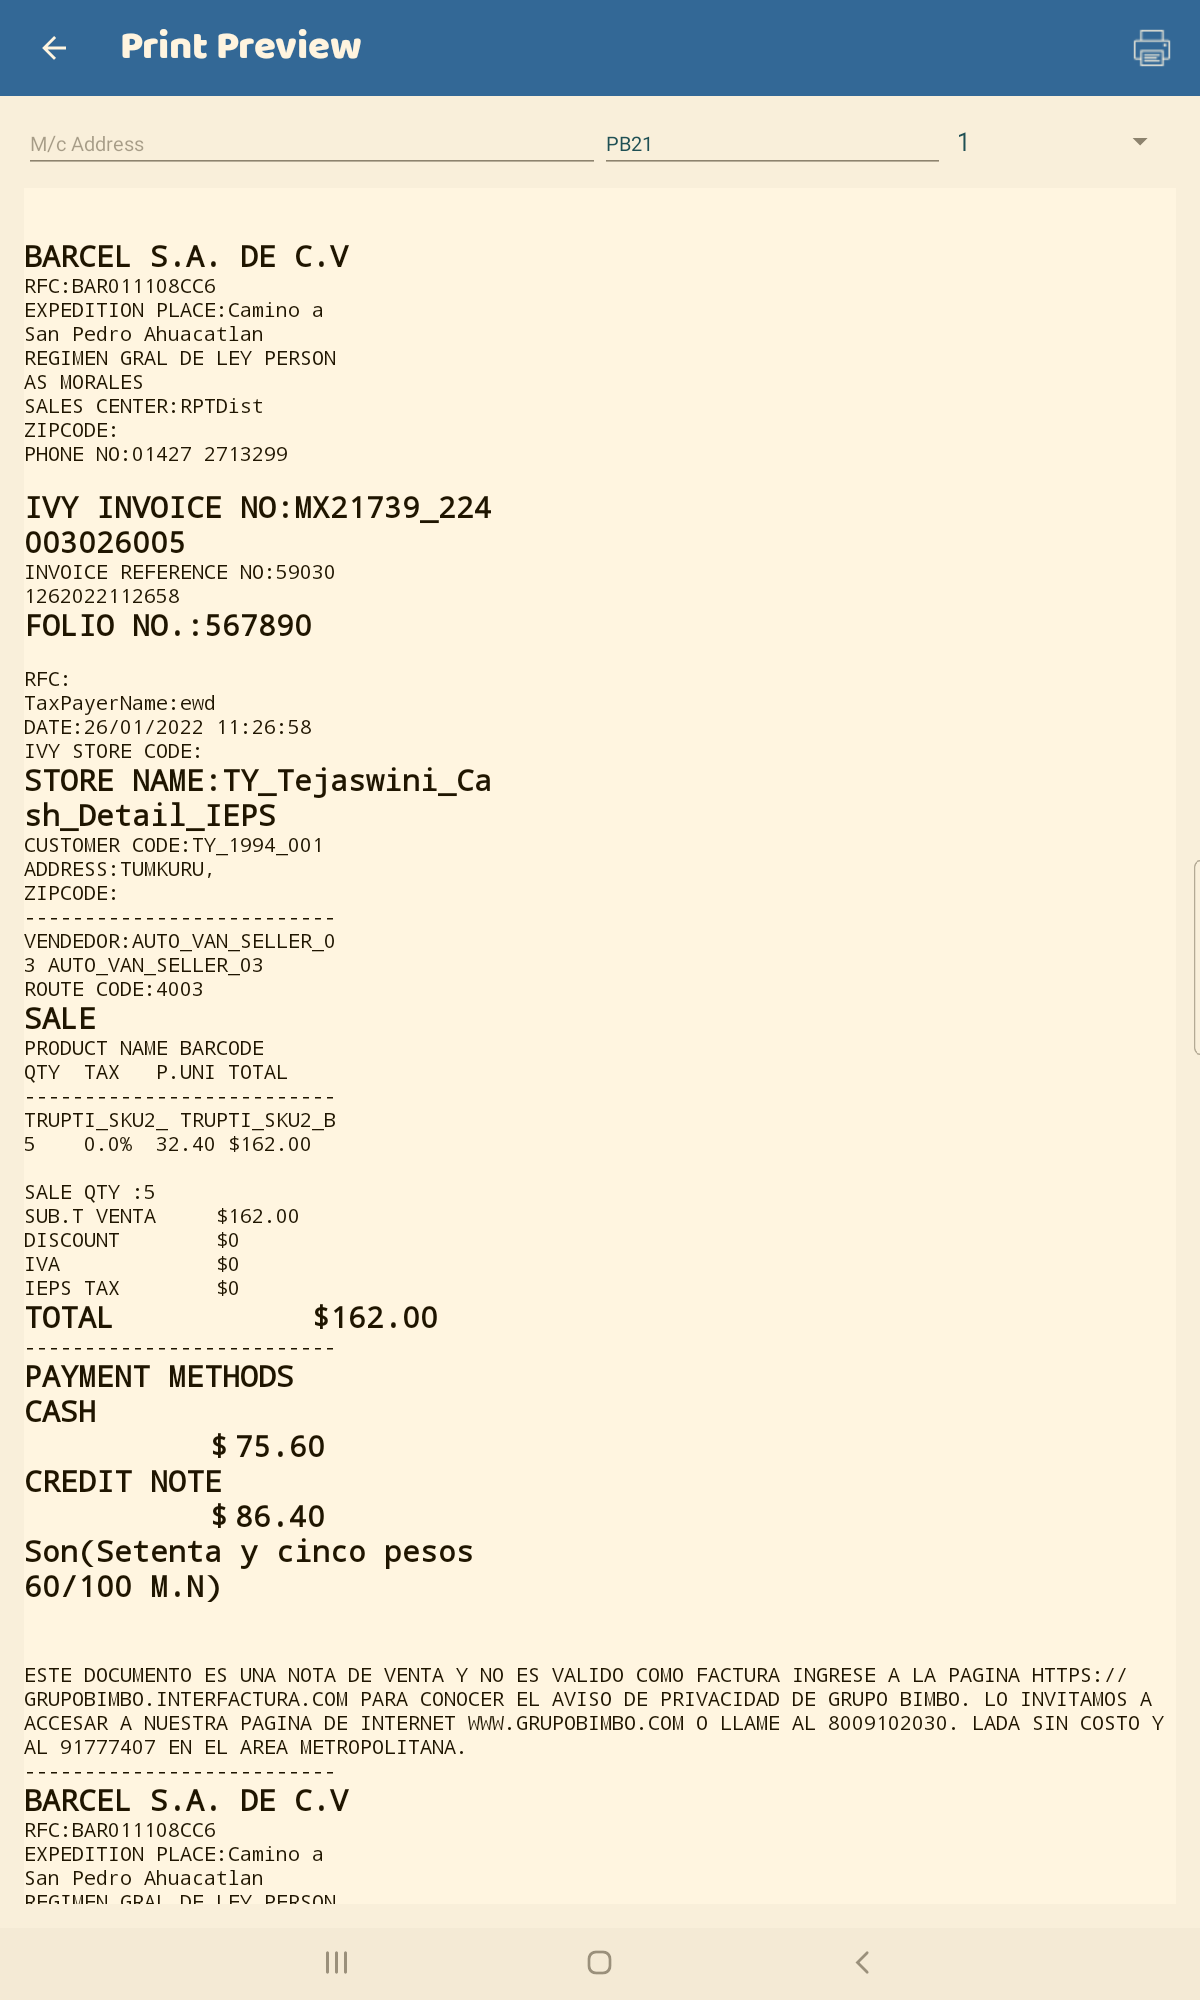 Print Preview
M/c Address
PB21
1
BARCEL S.A. DE C.V
RFC:BAR011108CC6
EXPEDITION PLACE:Camino a
San Pedro Ahuacatlan
REGIMEN GRAL DE LEY PERSON
AS MORALES
SALES CENTER:RPTDist
ZIPCODE:
PHONE NO:01427 2713299
IVY INVOICE NO:MX21739_224
003026005
INVOICE REFERENCE NO:59030
1262022112658
FOLIO NO.:567890
RFC:
TaxPayerName:ewd
DATE:26/01/2022 11:26:58
IVY STORE CODE:
STORE NAME:TY_Tejaswini_Ca
sh_Detail_IEPS
CUSTOMER CODE:TY_1994_001
ADDRESS:TUMKURU,
ZIPCODE:
--------------------------
VENDEDOR:AUTO_VAN_SELLER_0
3 AUTO_VAN_SELLER_03
ROUTE CODE:4003
SALE
PRODUCT NAME BARCODE
QTY  TAX   P.UNI TOTAL
--------------------------
TRUPTI_SKU2_ TRUPTI_SKU2_B
5    0.0%  32.40 $162.00
SALE QTY :5
SUB.T VENTA     $162.00
DISCOUNT        $0
IVA             $0
IEPS TAX        $0
TOTAL           $162.00
--------------------------
PAYMENT METHODS
CASH
$ 75.60
CREDIT NOTE
$ 86.40
Son(Setenta y cinco pesos
60/100 M.N)
ESTE DOCUMENTO ES UNA NOTA DE VENTA Y NO ES VALIDO COMO FACTURA INGRESE A LA PAGINA HTTPS://
GRUPOBIMBO.INTERFACTURA.COM PARA CONOCER EL AVISO DE PRIVACIDAD DE GRUPO BIMBO. LO INVITAMOS A
ACCESAR A NUESTRA PAGINA DE INTERNET WWW.GRUPOBIMBO.COM O LLAME AL 8009102030. LADA SIN COSTO Y
AL 91777407 EN EL AREA METROPOLITANA.
--------------------------
BARCEL S.A. DE C.V
RFC:BAR011108CC6
EXPEDITION PLACE:Camino a
San Pedro Ahuacatlan
REGIMEN GRAL DE LEY PERSON